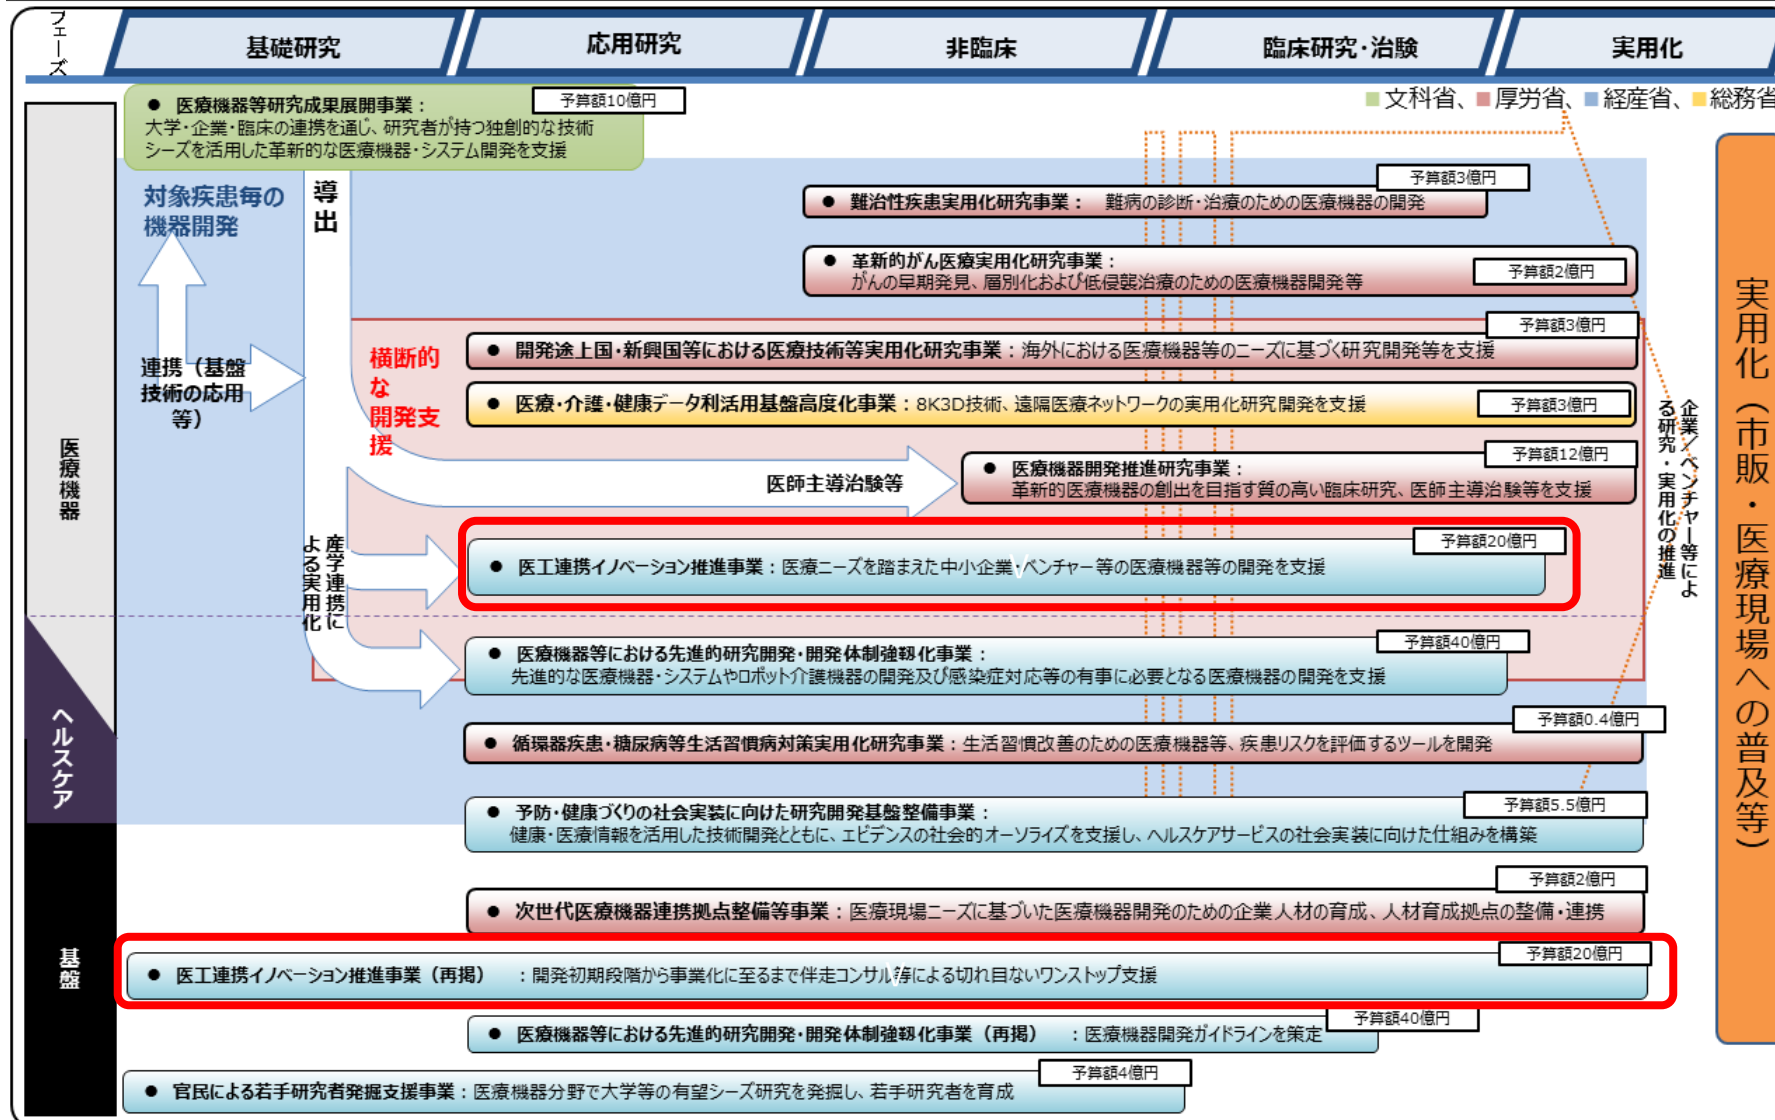 フェーズ
基礎研究
応用研究
非臨床
臨床研究・治験
実用化
■文科省、■厚労省、■経産省、■総務省
● 医療機器等研究成果展開事業：
予算額10億円
大学・企業・臨床の連携を通じ、研究者が持つ独創的な技術
シーズを活用した革新的な医療機器・システム開発を支援
対象疾患毎の
機器開発
導出
予算額3億円
● 難治性疾患実用化研究事業： 難病の診断・治療のための医療機器の開発
● 革新的がん医療実用化研究事業：
がんの早期発見、層別化および低侵襲治療のための医療機器開発等
予算額2億円
連携（基盤
技術の応用
等）
横断的
な
開発支
援
予算額3億円
● 開発途上国・新興国等における医療技術等実用化研究事業：海外における医療機器等のニーズに基づく研究開発等を支援
● 医療・介護・健康データ利活用基盤高度化事業：8K3D技術、遠隔医療ネットワークの実用化研究開発を支援
予算額3億円
医師主導治験等
予算額12億円
● 医療機器開発推進研究事業：
革新的医療機器の創出を目指す質の高い臨床研究、医師主導治験等を支援
産学連携に
よる実用化
予算額20億円
● 医工連携イノベーション推進事業：医療ニーズを踏まえた中小企業・ベンチャー等の医療機器等の開発を支援
予算額40億円
● 医療機器等における先進的研究開発・開発体制強靱化事業：
先進的な医療機器・システムやロボット介護機器の開発及び感染症対応等の有事に必要となる医療機器の開発を支援
予算額0.4億円
● 循環器疾患・糖尿病等生活習慣病対策実用化研究事業：生活習慣改善のための医療機器等、疾患リスクを評価するツールを開発
予算額5.5億円
● 予防・健康づくりの社会実装に向けた研究開発基盤整備事業：
健康・医療情報を活用した技術開発とともに、エビデンスの社会的オーソライズを支援し、ヘルスケアサービスの社会実装に向けた仕組みを構築
予算額2億円
● 次世代医療機器連携拠点整備等事業：医療現場ニーズに基づいた医療機器開発のための企業人材の育成、人材育成拠点の整備・連携
予算額20億円
● 医工連携イノベーション推進事業（再掲） ：開発初期段階から事業化に至るまで伴走コンサル等による切れ目ないワンストップ支援
予算額40億円
● 医療機器等における先進的研究開発・開発体制強靱化事業（再掲） ：医療機器開発ガイドラインを策定
予算額4億円
● 官民による若手研究者発掘支援事業：医療機器分野で大学等の有望シーズ研究を発掘し、若手研究者を育成
医療機器
ヘルスケア
基盤
企業／ベンチャー等によ
る研究・実用化の推進
実用化（市販・医療現場への普及等）